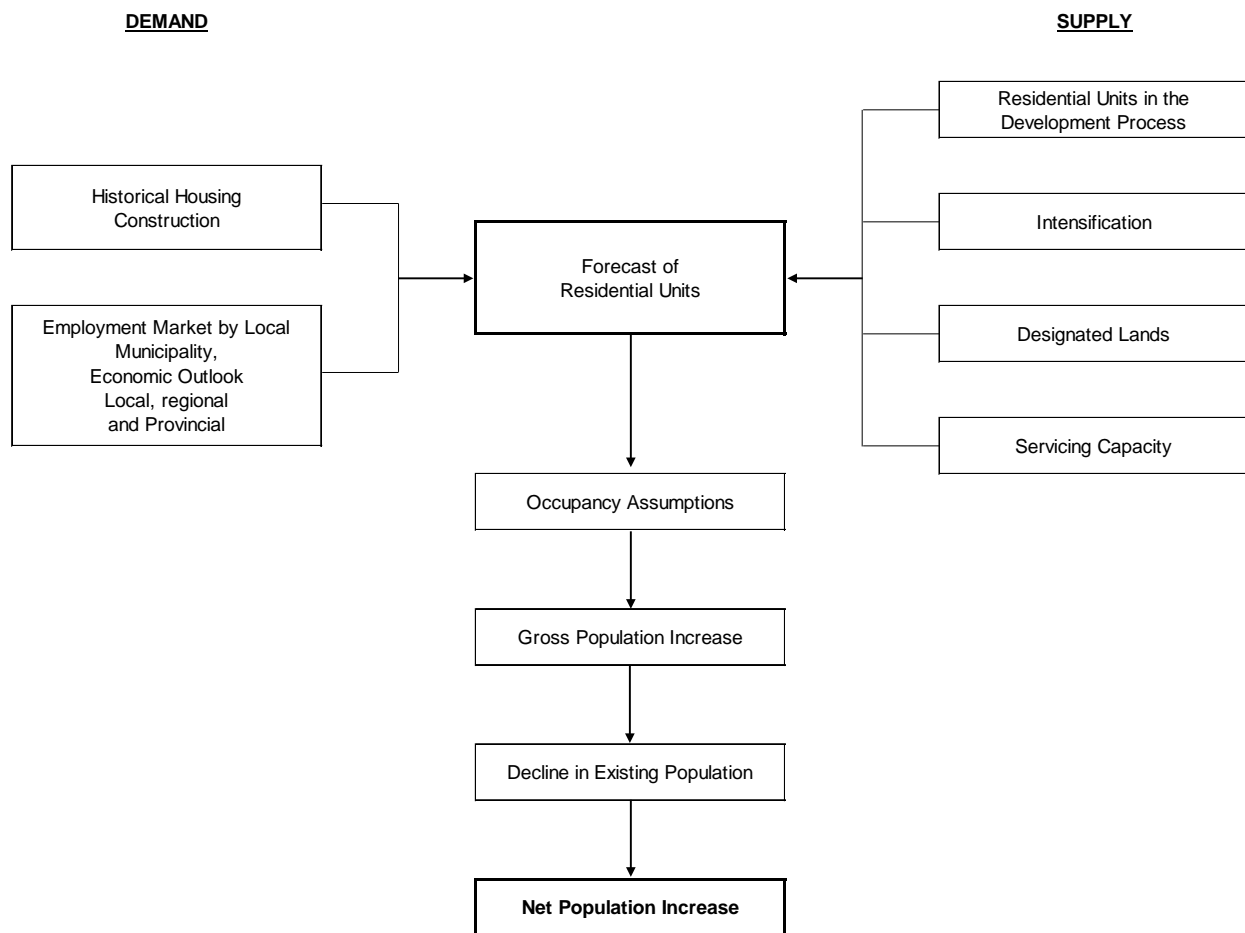 DEMAND
SUPPLY
Residential Units in the
Development Process
Historical Housing
Construction
Intensification
Forecast of
Residential Units
Employment Market by Local
Municipality,
Economic Outlook
Local, regional
and Provincial
Designated Lands
Servicing Capacity
Occupancy Assumptions
Gross Population Increase
Decline in Existing Population
Net Population Increase